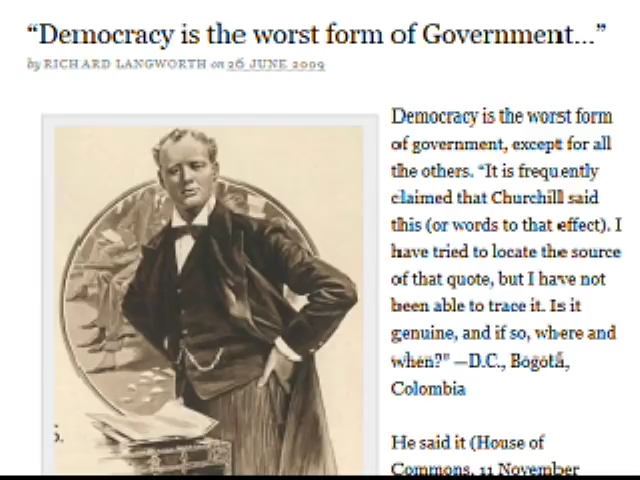 “Democracy is the worst form of Government...”
by RICHARD LANGWORTH on 26 JUNE 2009
Democracy is the worst form
of government, except for all
the others. “It is frequently
claimed that Churchill said
this (or words to that effect). I
have tried to locate the source
of that quote, but I have not
been able to trace it. Is it
genuine, and if so, where and
when?” —D.C., Bogotá,
Colombia
He said it (House of
Commons, 11 November